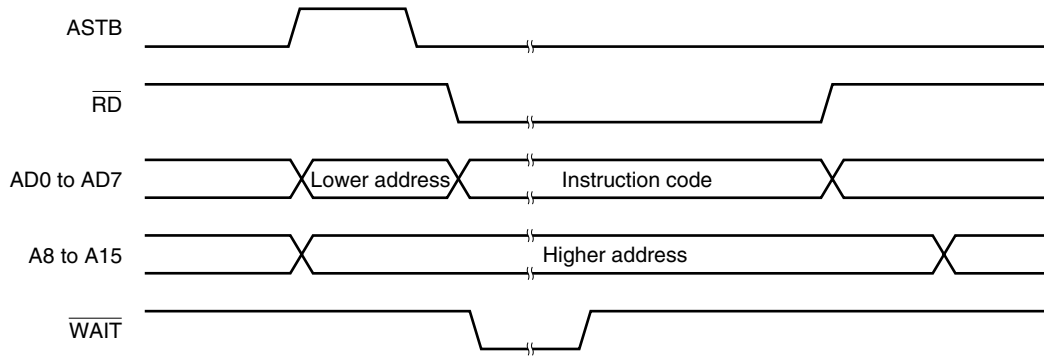 ASTB
RD
AD0 to AD7
Lower address
Instruction code
A8 to A15
Higher address
WAIT